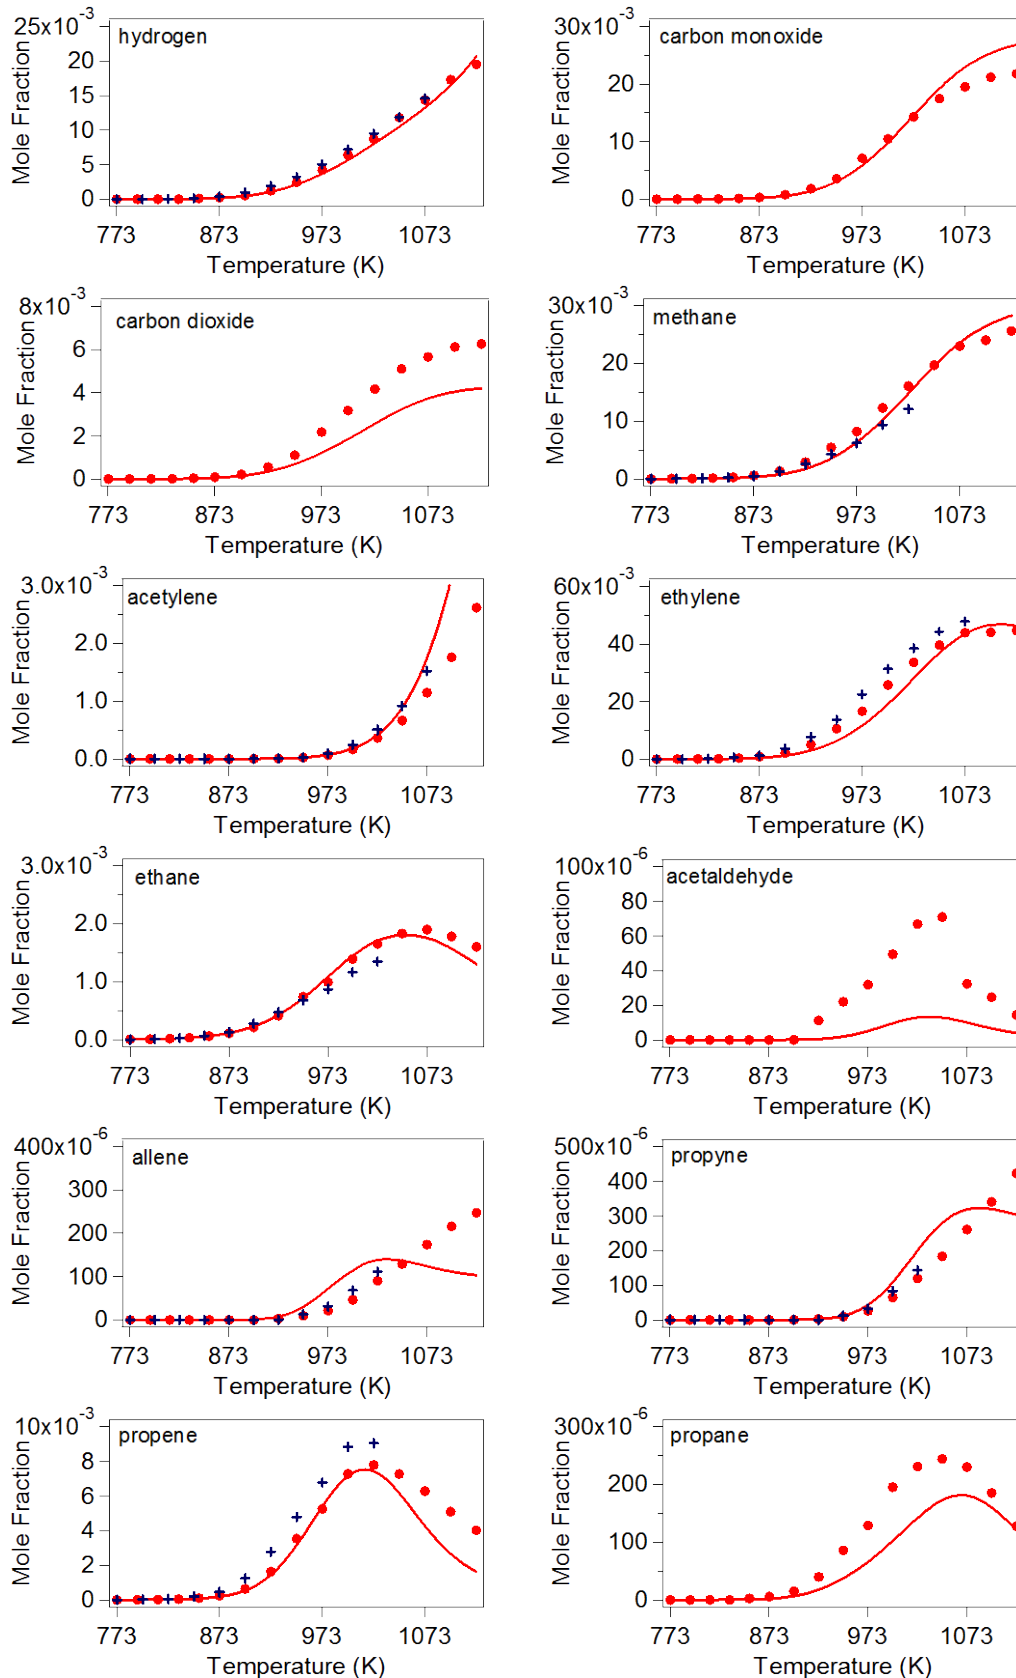 hydrogen
Mole Fraction
25x10⁻³
20
15
10
5
0
773
873
973
1073
Temperature (K)
carbon monoxide
Mole Fraction
30x10⁻³
20
10
0
773
873
973
1073
Temperature (K)
carbon dioxide
Mole Fraction
8x10⁻³
6
4
2
0
773
873
973
1073
Temperature (K)
methane
Mole Fraction
30x10⁻³
20
10
0
773
873
973
1073
Temperature (K)
acetylene
Mole Fraction
3.0x10⁻³
2.0
1.0
0.0
773
873
973
1073
Temperature (K)
ethylene
Mole Fraction
60x10⁻³
40
20
0
773
873
973
1073
Temperature (K)
ethane
Mole Fraction
3.0x10⁻³
2.0
1.0
0.0
773
873
973
1073
Temperature (K)
acetaldehyde
Mole Fraction
100x10⁻⁶
80
60
40
20
0
773
873
973
1073
Temperature (K)
allene
Mole Fraction
400x10⁻⁶
300
200
100
0
773
873
973
1073
Temperature (K)
propyne
Mole Fraction
500x10⁻⁶
400
300
200
100
0
773
873
973
1073
Temperature (K)
propene
Mole Fraction
10x10⁻³
8
6
4
2
0
773
873
973
1073
Temperature (K)
propane
Mole Fraction
300x10⁻⁶
200
100
0
773
873
973
1073
Temperature (K)